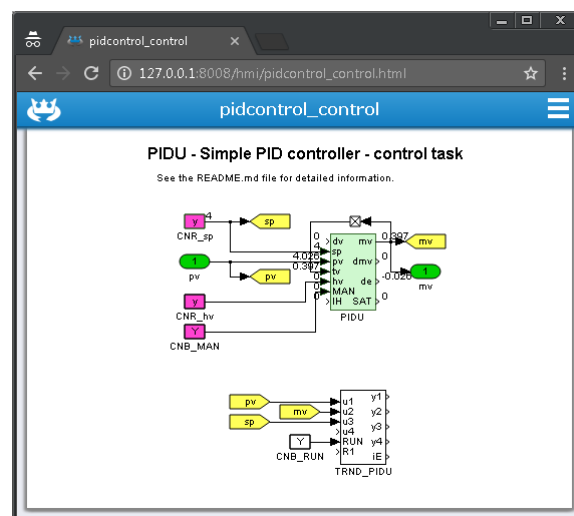 pidcontrol_control
127.0.0.1:8008/hmi/pidcontrol_control.html
pidcontrol_control
PIDU - Simple PID controller - control task
See the README.md file for detailed information.
y 4 sp
CNR_sp
1
pv
pv
y
CNR_hv
Y
CNB_MAN
0 dv mv 0.397 mv
4 sp
4.026 pv dmv 0
0.397 tv
0 hv de -0.026 1
mv
0 MAN
0 IH SAT 0
PIDU
pv u1 y1
mv u2 y2
sp u3 y3
u4
Y RUN y4
CNB_RUN R1 iE
TRND_PIDU